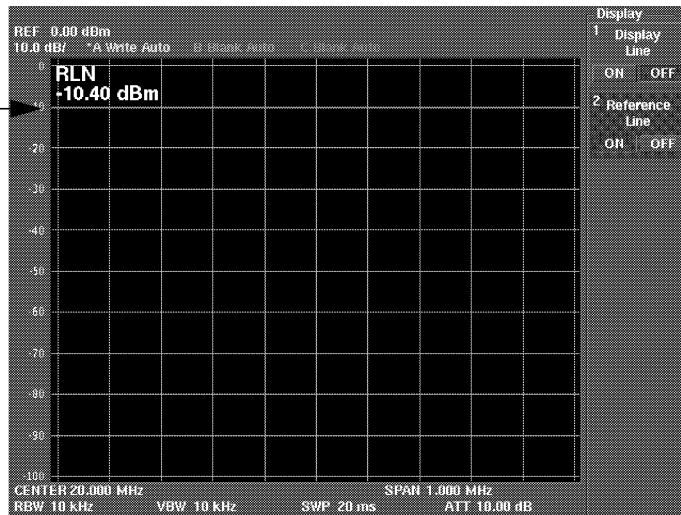 REF 0.00 dBm
10.0 dB/ *A Write Auto B Blank Auto C Blank Auto
RLN
-10.40 dBm
0
-10
-20
-30
-40
-50
-60
-70
-80
-90
-100
CENTER 20.000 MHz SPAN 1.000 MHz
RBW 10 kHz VBW 10 kHz SWP 20 ms ATT 10.00 dB
Display
1 Display
Line
ON OFF
2 Reference
Line
ON OFF